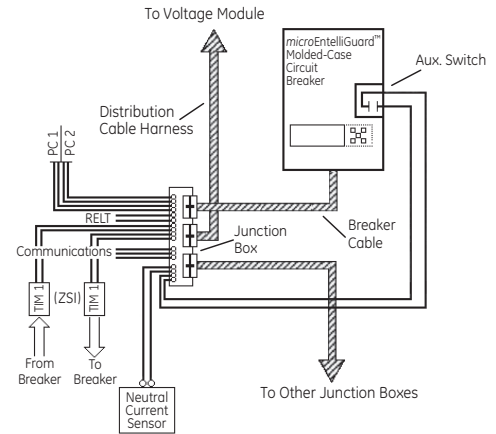 To Voltage Module
microEntelliGuard™
Molded-Case
Circuit
Breaker
Aux. Switch
Distribution
Cable Harness
PC 1
PC 2
RELT
Junction
Box
Breaker
Cable
Communications
TIM 1
(ZSI)
TIM 1
From
Breaker
To
Breaker
Neutral
Current
Sensor
To Other Junction Boxes